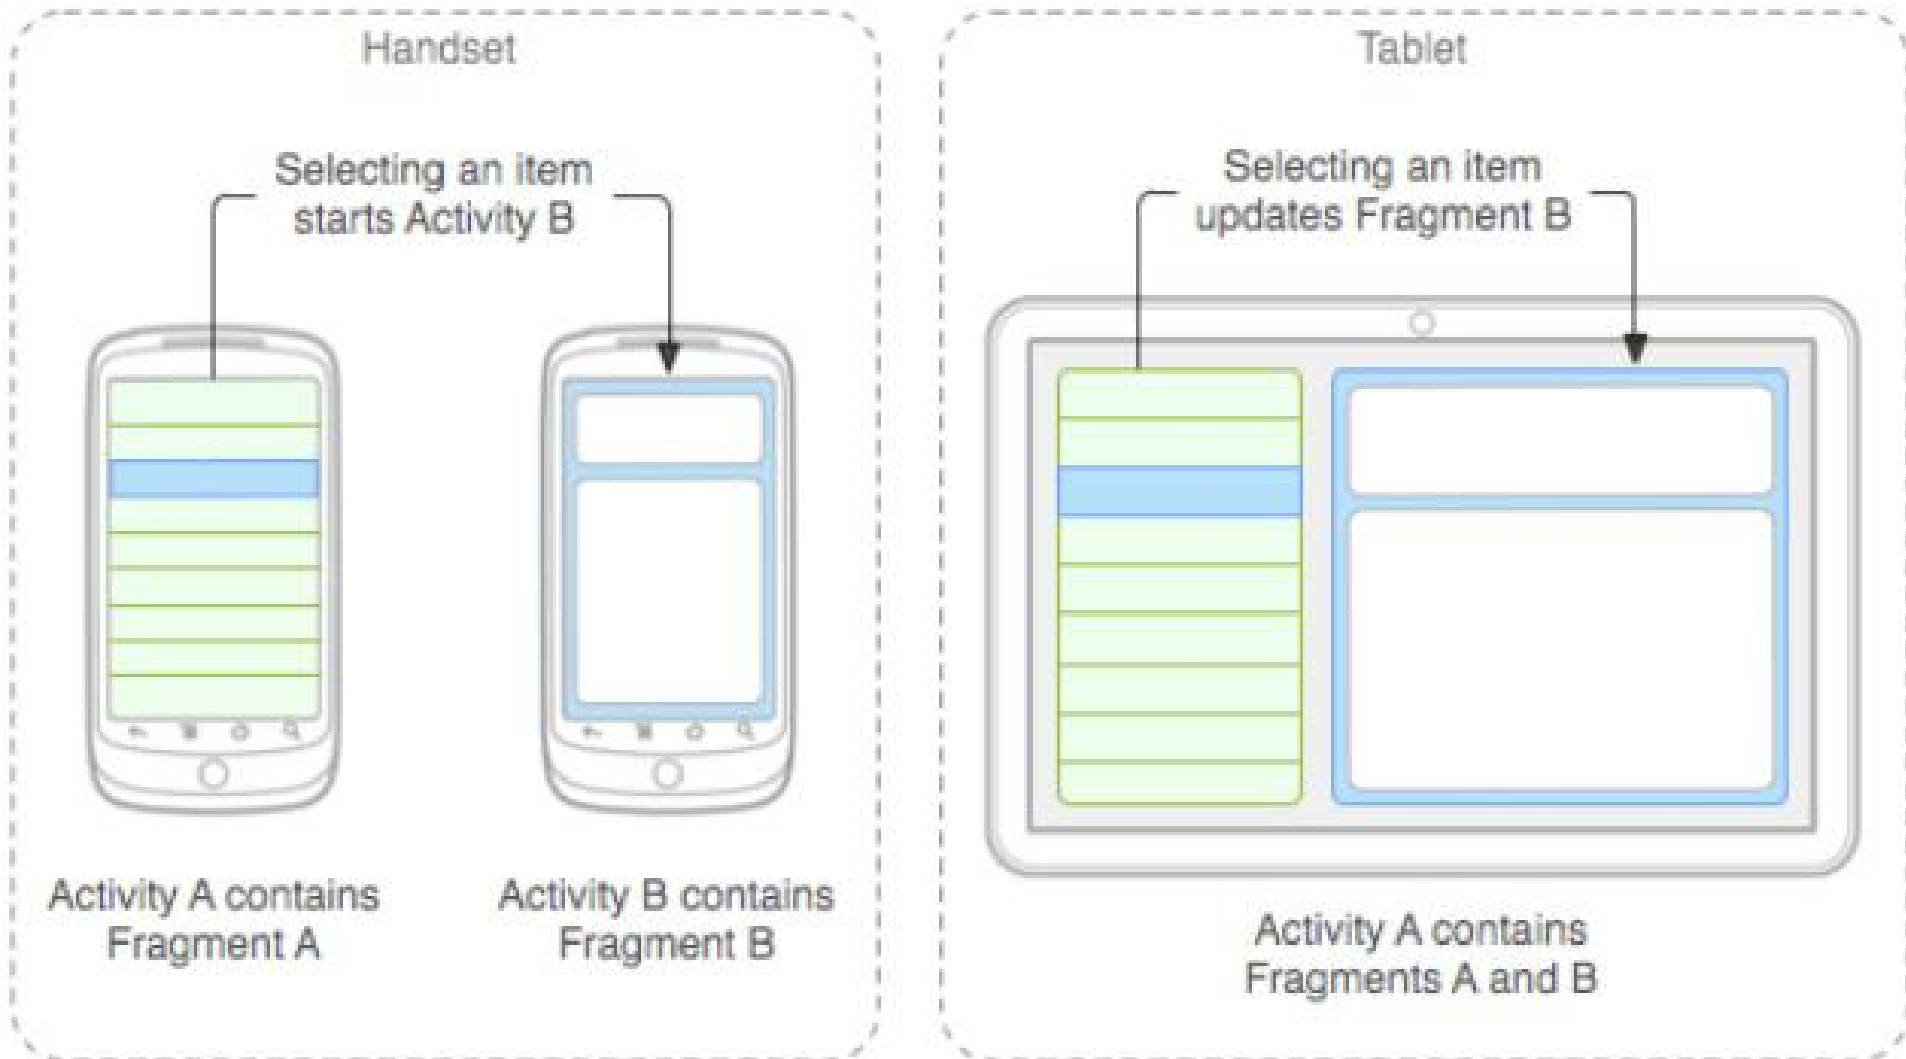 Handset
Selecting an item
starts Activity B
Activity A contains
Fragment A
Activity B contains
Fragment B
Tablet
Selecting an item
updates Fragment B
Activity A contains
Fragments A and B